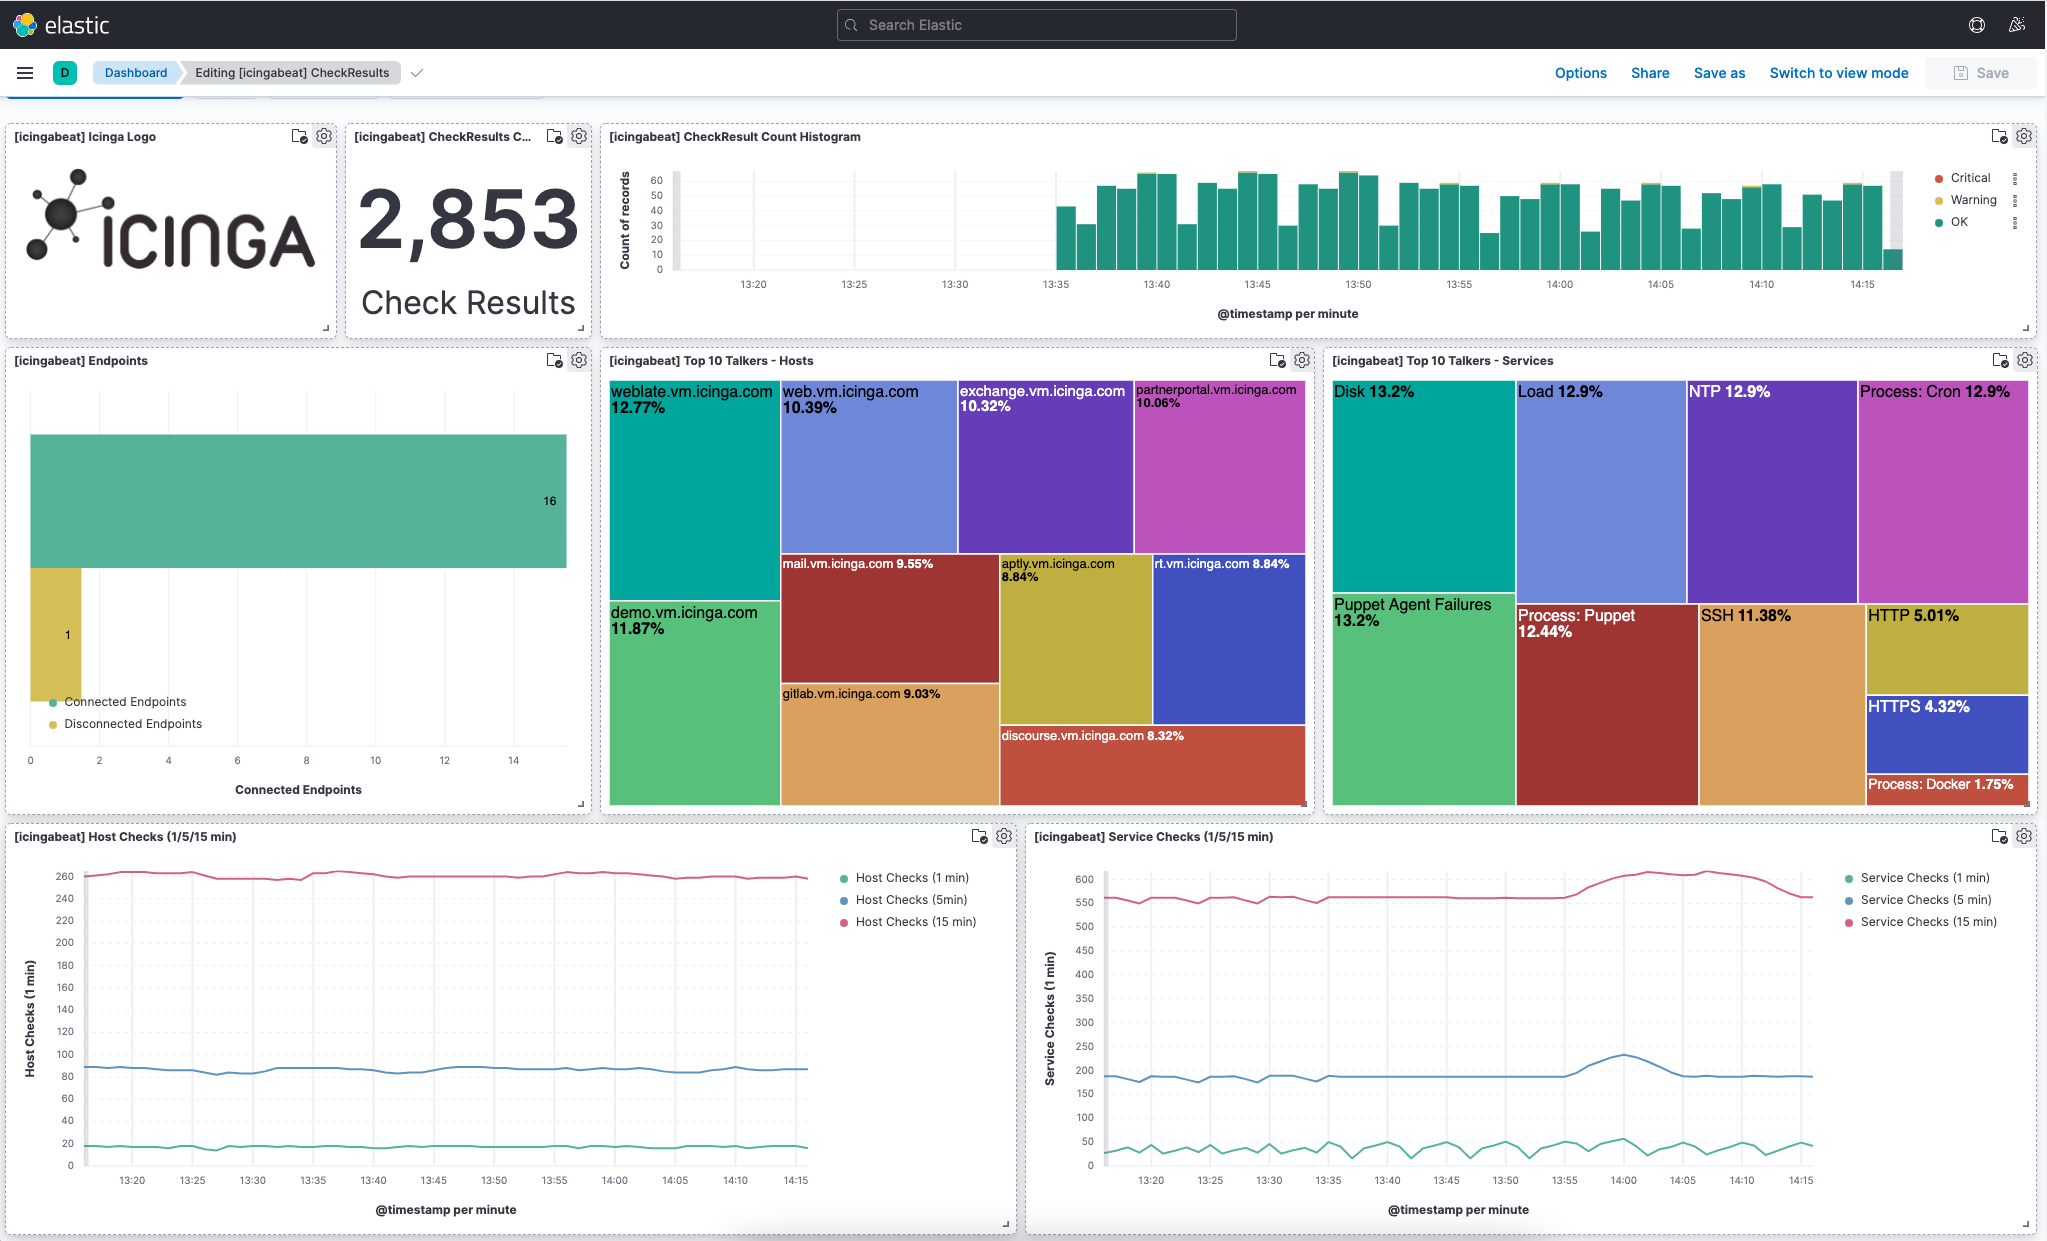 elastic
Search Elastic
D
Dashboard
Editing [icingabeat] CheckResults
Options
Share
Save as
Switch to view mode
Save
[icingabeat] Icinga Logo
ICINGA
[icingabeat] CheckResults C...
2,853
Check Results
[icingabeat] CheckResult Count Histogram
Count of records
60
50
40
30
20
10
0
13:20 13:25 13:30 13:35 13:40 13:45 13:50 13:55 14:00 14:05 14:10 14:15
@timestamp per minute
Critical
Warning
OK
[icingabeat] Endpoints
16
1
Connected Endpoints
Disconnected Endpoints
0 2 4 6 8 10 12 14
Connected Endpoints
[icingabeat] Top 10 Talkers - Hosts
weblate.vm.icinga.com
12.77%
web.vm.icinga.com
10.39%
exchange.vm.icinga.com
10.32%
partnerportal.vm.icinga.com
10.06%
mail.vm.icinga.com 9.55%
aptly.vm.icinga.com
8.84%
rt.vm.icinga.com 8.84%
demo.vm.icinga.com
11.87%
gitlab.vm.icinga.com 9.03%
discourse.vm.icinga.com 8.32%
[icingabeat] Top 10 Talkers - Services
Disk 13.2%
Load 12.9%
NTP 12.9%
Process: Cron 12.9%
Puppet Agent Failures
13.2%
Process: Puppet
12.44%
SSH 11.38%
HTTP 5.01%
HTTPS 4.32%
Process: Docker 1.75%
[icingabeat] Host Checks (1/5/15 min)
Host Checks (1 min)
260
240
220
200
180
160
140
120
100
80
60
40
20
0
13:20 13:25 13:30 13:35 13:40 13:45 13:50 13:55 14:00 14:05 14:10 14:15
@timestamp per minute
Host Checks (1 min)
Host Checks (5min)
Host Checks (15 min)
[icingabeat] Service Checks (1/5/15 min)
Service Checks (1 min)
600
550
500
450
400
350
300
250
200
150
100
50
0
13:20 13:25 13:30 13:35 13:40 13:45 13:50 13:55 14:00 14:05 14:10 14:15
@timestamp per minute
Service Checks (1 min)
Service Checks (5 min)
Service Checks (15 min)